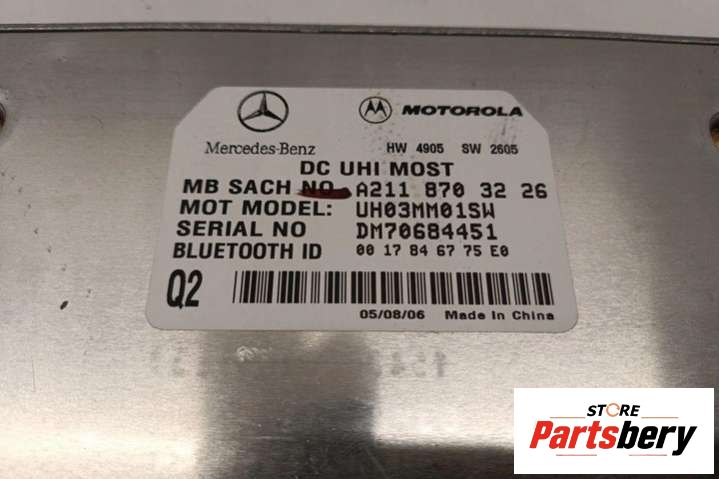 Mercedes-Benz
MOTOROLA
HW 4905 SW 2605
DC UHI MOST
MB SACH NO A211 870 32 26
MOT MODEL: UH03MM01SW
SERIAL NO DM70684451
BLUETOOTH ID 00 17 84 67 75 E0
Q2
05/08/06 Made In China
STORE
Partsbery